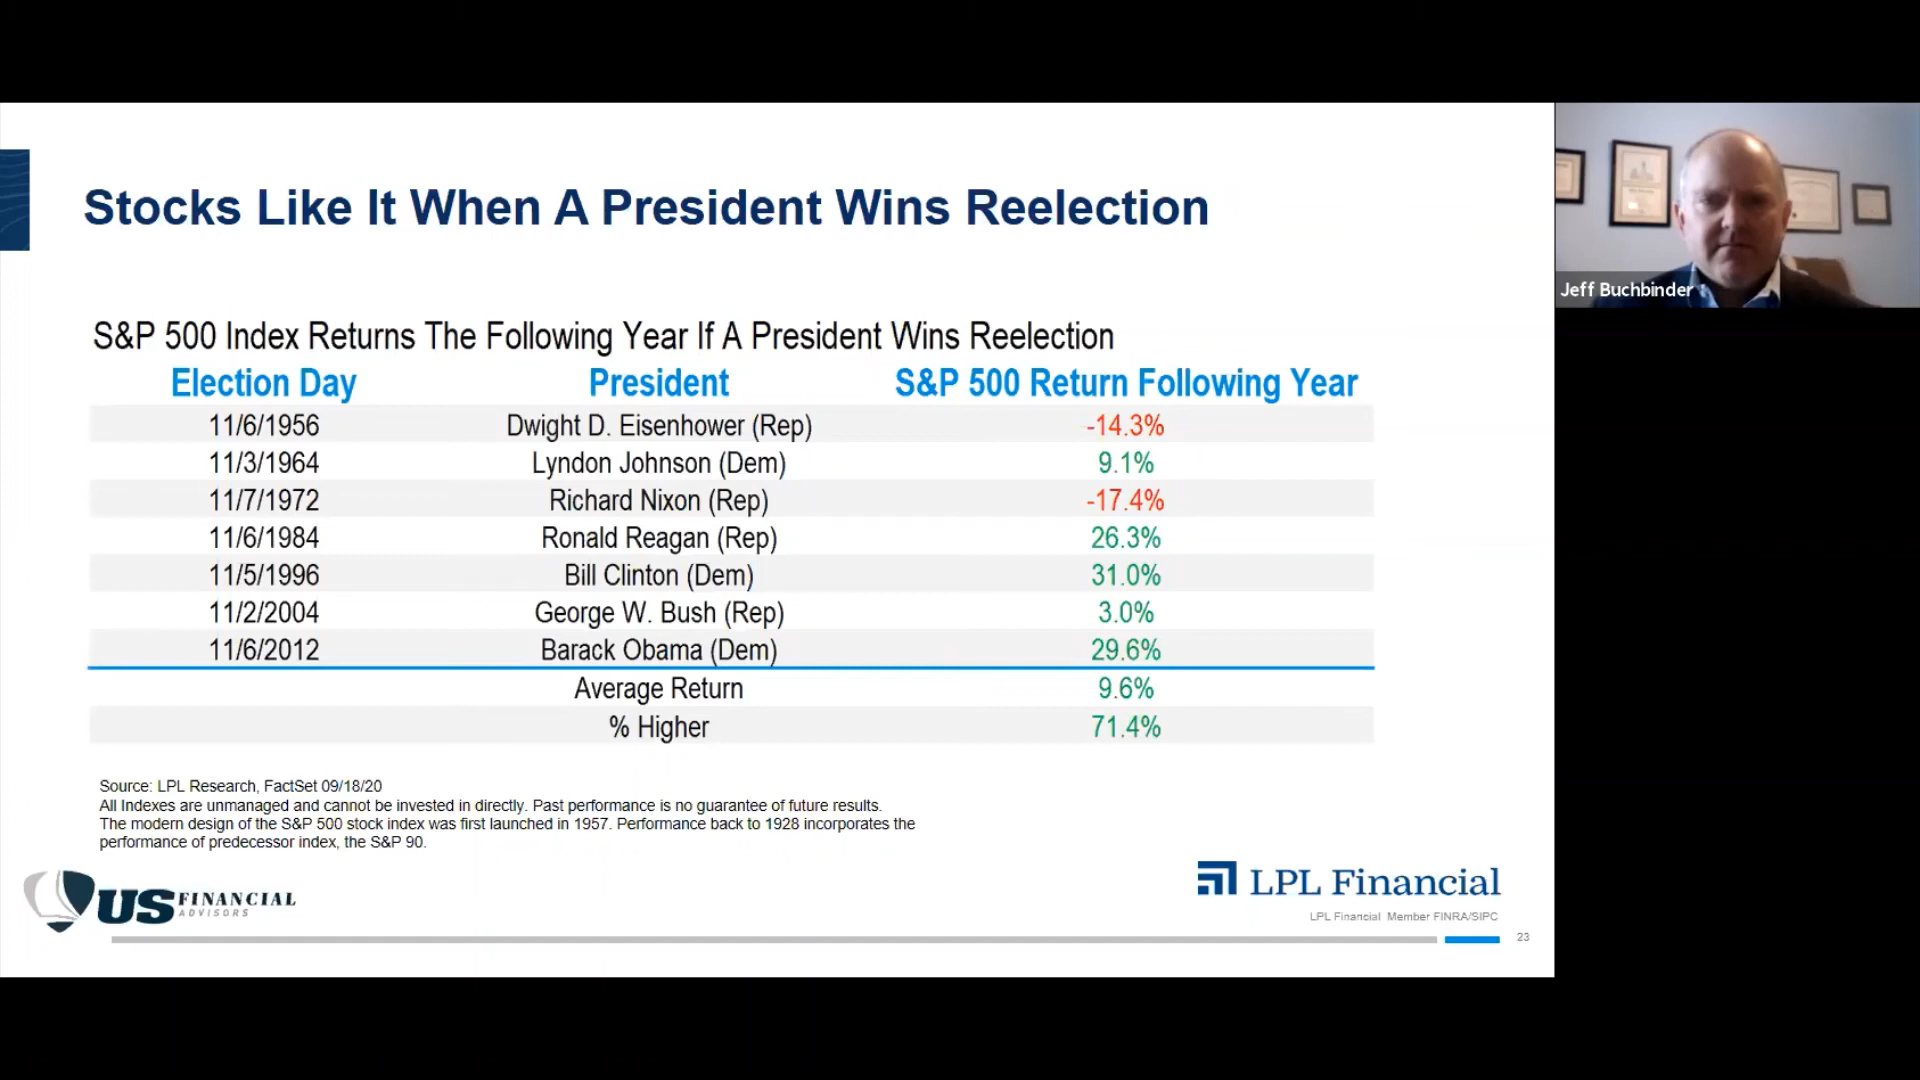 Stocks Like It When A President Wins Reelection
Jeff Buchbinder
S&P 500 Index Returns The Following Year If A President Wins Reelection
Election Day President S&P 500 Return Following Year
11/6/1956 Dwight D. Eisenhower (Rep) -14.3%
11/3/1964 Lyndon Johnson (Dem) 9.1%
11/7/1972 Richard Nixon (Rep) -17.4%
11/6/1984 Ronald Reagan (Rep) 26.3%
11/5/1996 Bill Clinton (Dem) 31.0%
11/2/2004 George W. Bush (Rep) 3.0%
11/6/2012 Barack Obama (Dem) 29.6%
Average Return 9.6%
% Higher 71.4%
Source: LPL Research, FactSet 09/18/20
All Indexes are unmanaged and cannot be invested in directly. Past performance is no guarantee of future results.
The modern design of the S&P 500 stock index was first launched in 1957. Performance back to 1928 incorporates the
performance of predecessor index, the S&P 90.
US FINANCIAL
ADVISORS
LPL Financial
LPL Financial Member FINRA/SIPC
23